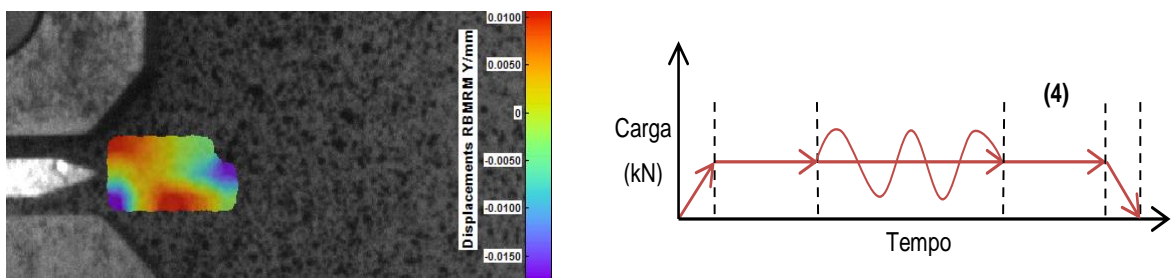 Displacements RBMRM Y/mm
0.0100
0.0050
0
-0.0050
-0.0100
-0.0150
(4)
Carga
(kN)
Tempo